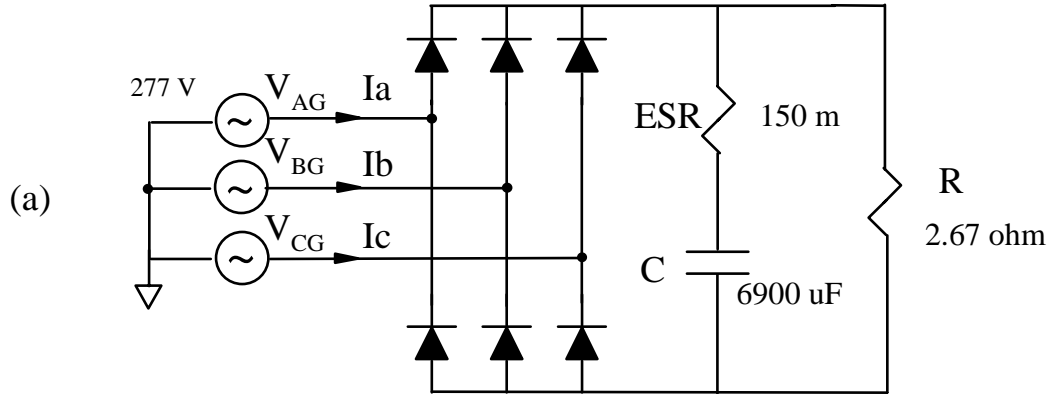 277 V
V_AG Ia
V_BG Ib
V_CG Ic
(a)
ESR 150 m
C 6900 uF
R
2.67 ohm